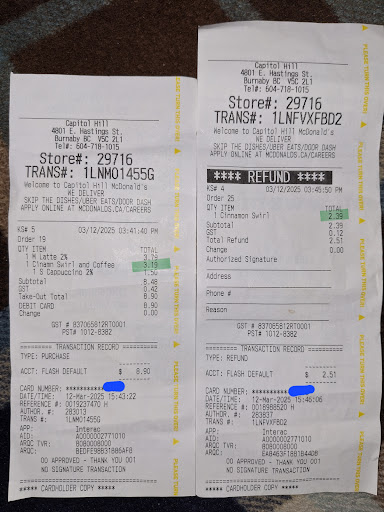 Capitol Hill
4801 E. Hastings St.
Burnaby BC V5C 2L1
Tel#: 604-718-1015
Store#: 29716
TRANS#: 1LNM01455G
Welcome to Capitol Hill McDonald's
WE DELIVER
SKIP THE DISHES/UBER EATS/DOOR DASH
APPLY ONLINE AT MCDONALDS.CA/CAREERS
KS# 5 03/12/2025 03:41:40 PM
Order 19
QTY ITEM TOTAL
1 M Latte 2% 3.79
1 Cinamn Swirl and Coffee 3.19
1 S Cappuccino 2% 1.50
Subtotal 8.48
GST 0.42
Take-Out Total 8.90
DEBIT CARD 8.90
Change 0.00
GST # 837065812RT0001
PST# 1012-8382
TRANSACTION RECORD
TYPE: PURCHASE
ACCT: FLASH DEFAULT $ 8.90
CARD NUMBER: ***********
DATE/TIME: 12-Mar-2025 15:43:22
REFERENCE #: 0019237470 H
AUTHOR. #: 283013
TRANS#: 1LNM01455G
APP: Interac
AID: A0000002771010
ARQC TVR: 8080008000
ARQC:
00 APPROVED - THANK YOU 001
NO SIGNATURE TRANSACTION
***** CARDHOLDER COPY *****
Capitol Hill
4801 E. Hastings St.
Burnaby BC V5C 2L1
Tel#: 604-718-1015
Store#: 29716
TRANS#: 1LNFVXFBD2
Welcome to Capitol Hill McDonald's
WE DELIVER
SKIP THE DISHES/UBER EATS/DOOR DASH
APPLY ONLINE AT MCDONALDS.CA/CAREERS
**** REFUND ****
KS# 4 03/12/2025 03:45:50 PM
Order 25
QTY ITEM TOTAL
1 Cinnamon Swirl 2.39
Subtotal 2.39
GST 0.12
Total Refund 2.51
Change 0.00
Authorized Signature
Address
Phone #
Reason
GST # 837065812RT0001
PST# 1012-8382
TRANSACTION RECORD
TYPE: REFUND
ACCT: FLASH DEFAULT $ 2.51
CARD NUMBER: ***********
DATE/TIME: 12-Mar-2025 15:46:06
REFERENCE #: 0018988520 H
AUTHOR. #: 283837
TRANS#: 1LNFVXFBD2
APP: Interac
AID: A0000002771010
ARQC TVR: 8080008000
ARQC:
00 APPROVED - THANK YOU 001
NO SIGNATURE TRANSACTION
***** CARDHOLDER COPY *****